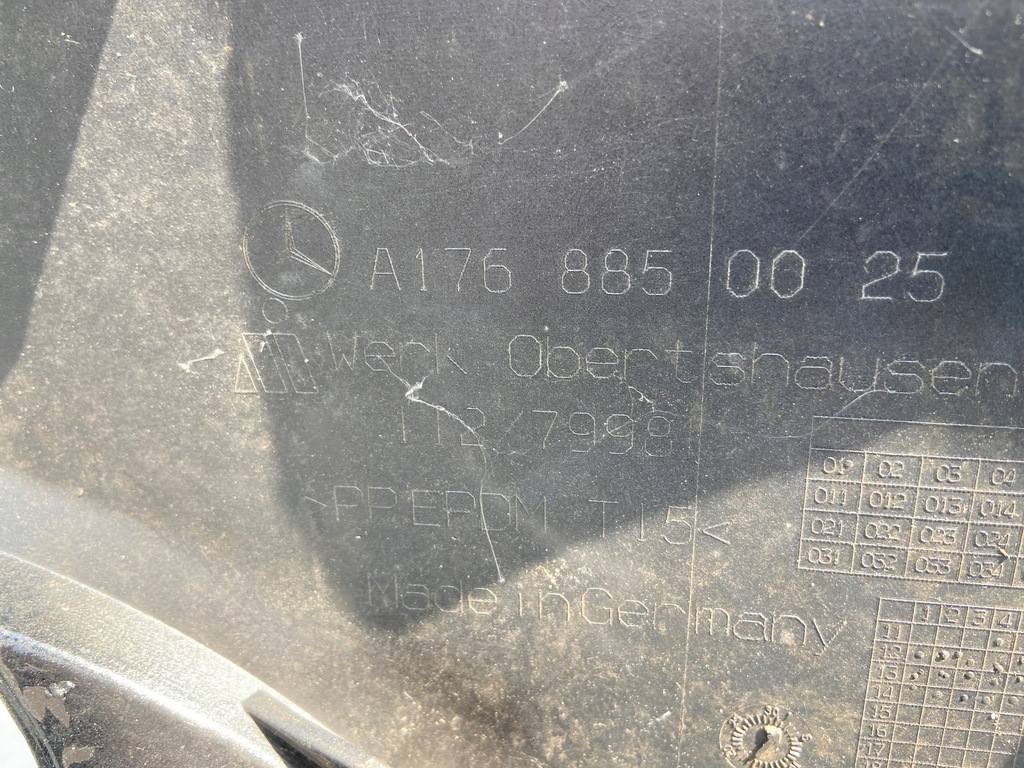 A176 885 00 25
Werk Obertshausen
112/7998
>PP.EPDM T15<
Made in Germany
01 02 03 04
011 012 013 014
021 022 023 024
031 032 033 034
1 2 3 4
11
12
13
14
15
16
17
18